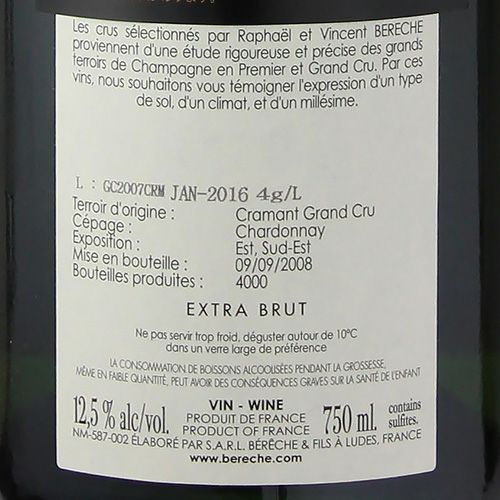 Les crus sélectionnés par Raphaël et Vincent BERECHE
proviennent d'une étude rigoureuse et précise des grands
terroirs de Champagne en Premier et Grand Cru. Par ces
vins, nous souhaitons vous témoigner l'expression d'un type
de sol, d'un climat, et d'un millésime.
L : GC2007CRM JAN-2016 4g/L
Terroir d'origine : Cramant Grand Cru
Cépage : Chardonnay
Exposition : Est, Sud-Est
Mise en bouteille : 09/09/2008
Bouteilles produites : 4000
EXTRA BRUT
Ne pas servir trop froid, déguster autour de 10°C
dans un verre large de préférence
LA CONSOMMATION DE BOISSONS ALCOOLISÉES PENDANT LA GROSSESSE,
MÊME EN FAIBLE QUANTITÉ, PEUT AVOIR DES CONSÉQUENCES GRAVES SUR LA SANTÉ DE L'ENFANT
VIN - WINE
12,5 % alc/vol. PRODUIT DE FRANCE 750 ml. contains
PRODUCT OF FRANCE sulfites.
NM-587-002 ÉLABORÉ PAR S.A.R.L. BÉRÊCHE & FILS À LUDES, FRANCE
www.bereche.com